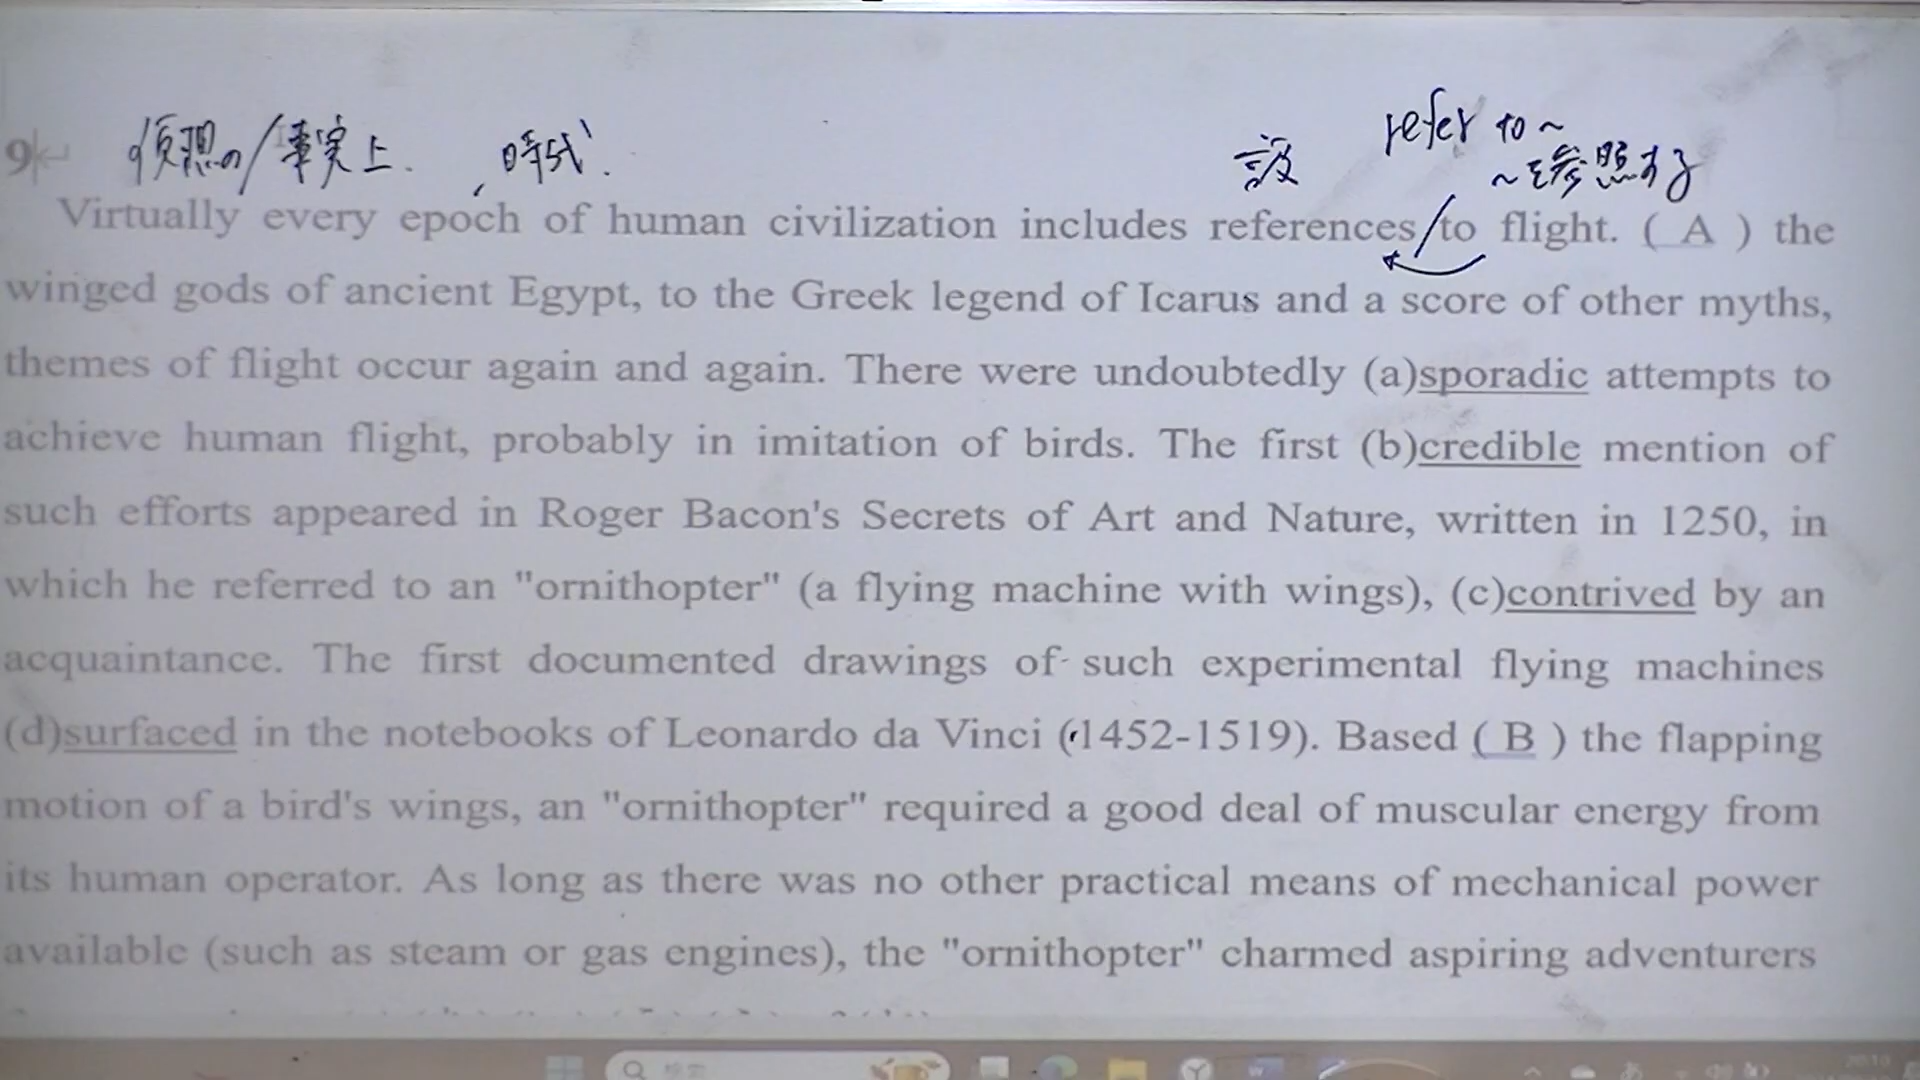 refer to ~
仮想の/事実上. 時代.
~を参照する
9
Virtually every epoch of human civilization includes references/to flight. ( A ) the
winged gods of ancient Egypt, to the Greek legend of Icarus and a score of other myths,
themes of flight occur again and again. There were undoubtedly (a)sporadic attempts to
achieve human flight, probably in imitation of birds. The first (b)credible mention of
such efforts appeared in Roger Bacon's Secrets of Art and Nature, written in 1250, in
which he referred to an "ornithopter" (a flying machine with wings), (c)contrived by an
acquaintance. The first documented drawings of such experimental flying machines
(d)surfaced in the notebooks of Leonardo da Vinci (1452-1519). Based ( B ) the flapping
motion of a bird's wings, an "ornithopter" required a good deal of muscular energy from
its human operator. As long as there was no other practical means of mechanical power
available (such as steam or gas engines), the "ornithopter" charmed aspiring adventurers
検索
あ